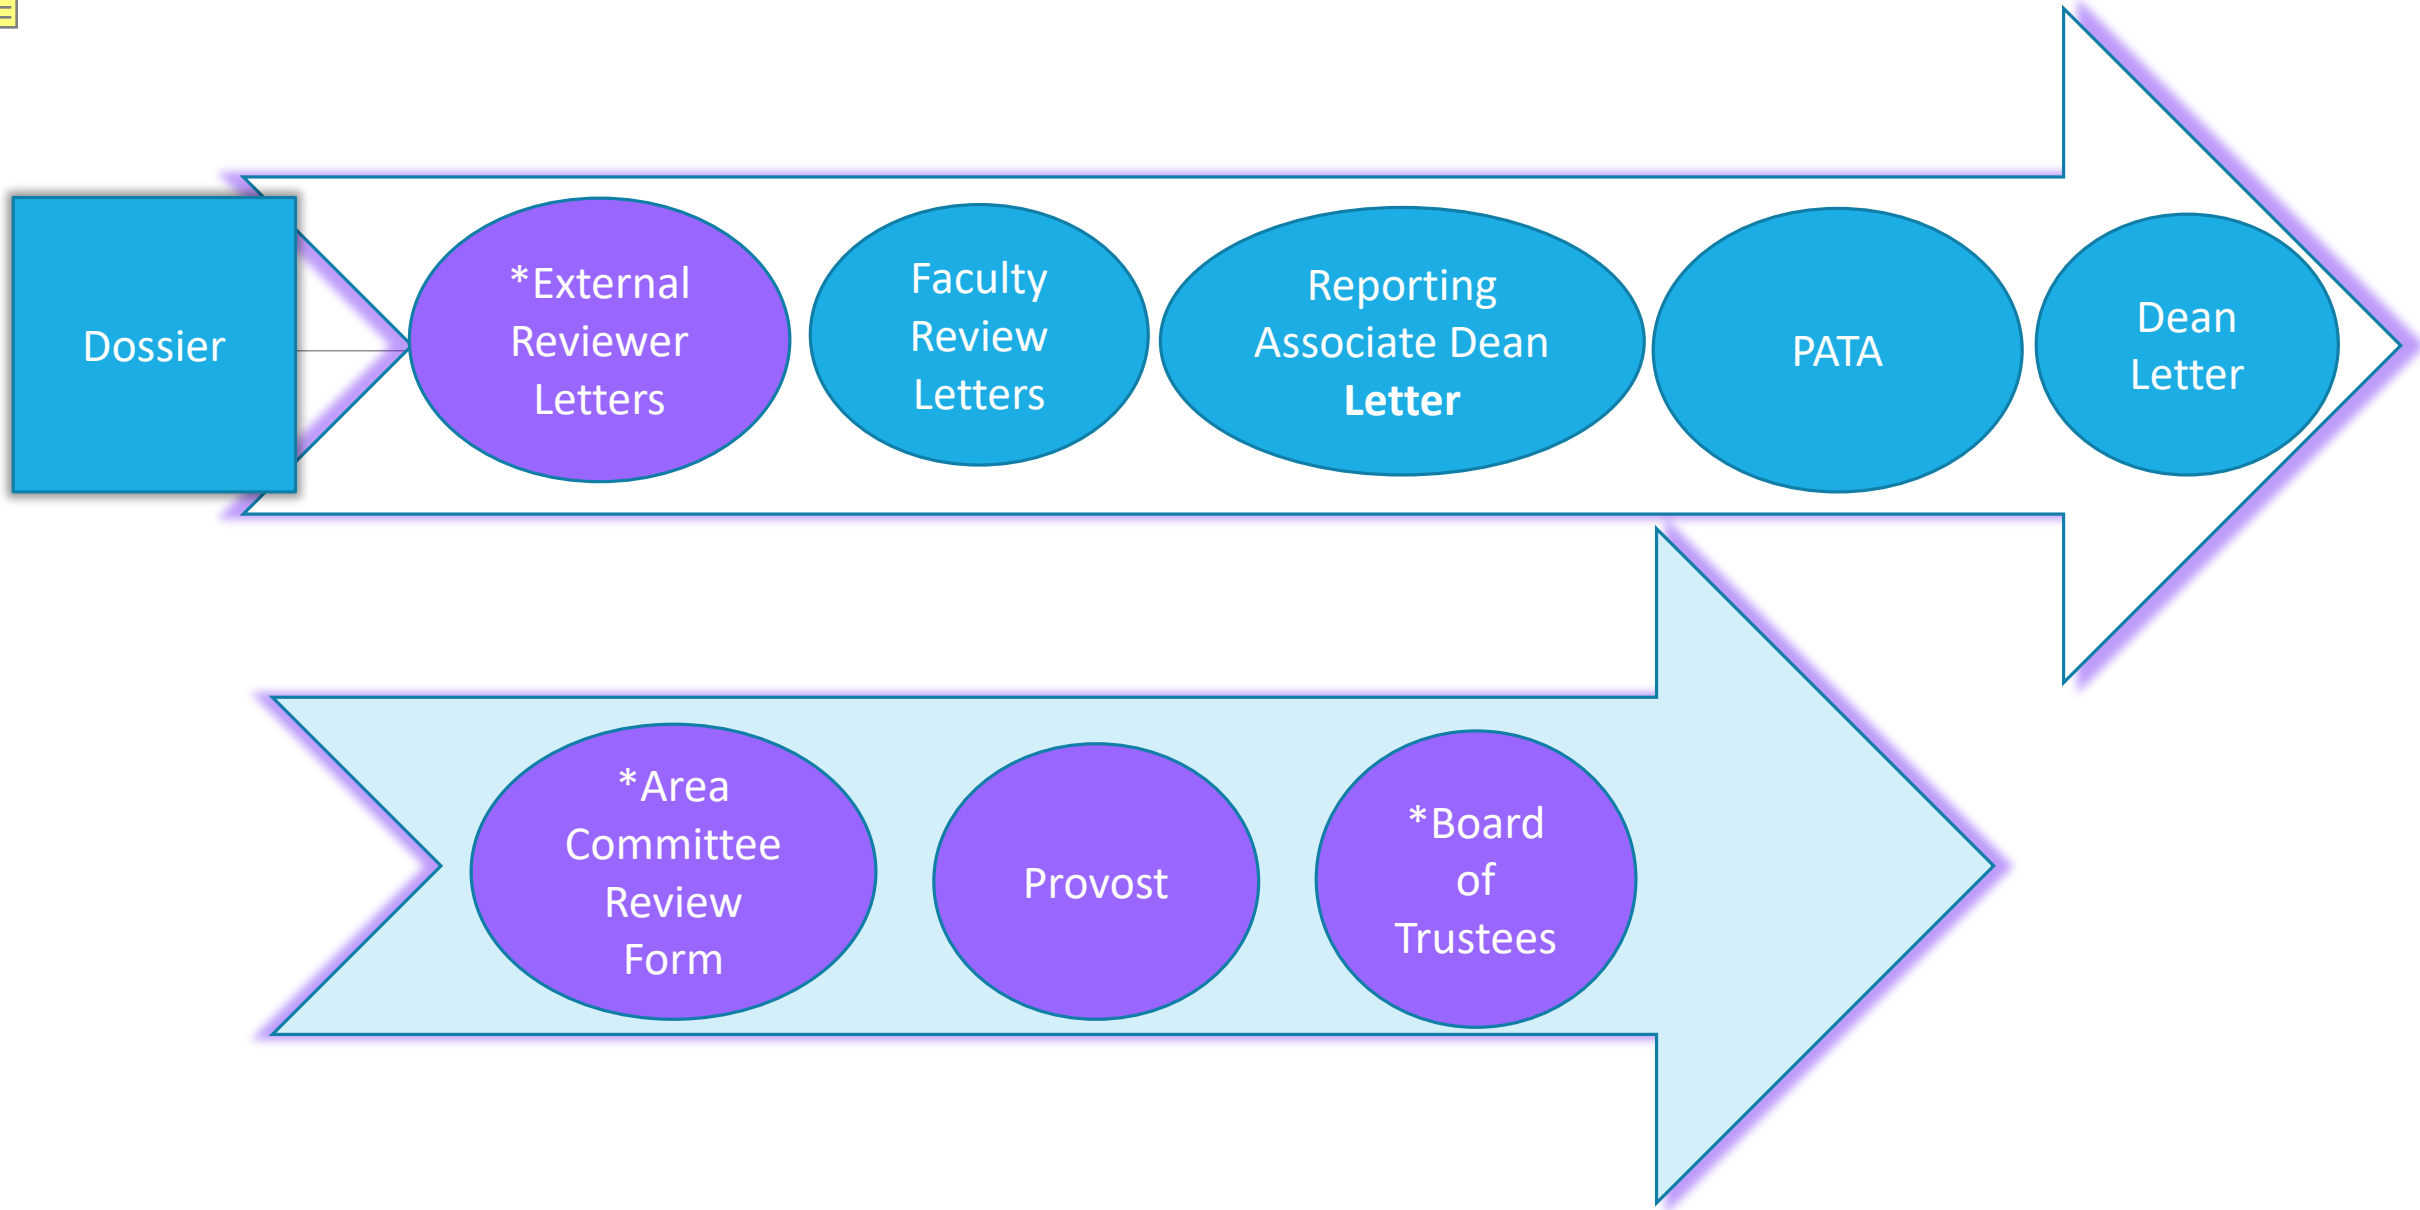 Dossier
*External
Reviewer
Letters
Faculty
Review
Letters
Reporting
Associate Dean
Letter
PATA
Dean
Letter
*Area
Committee
Review
Form
Provost
*Board
of
Trustees